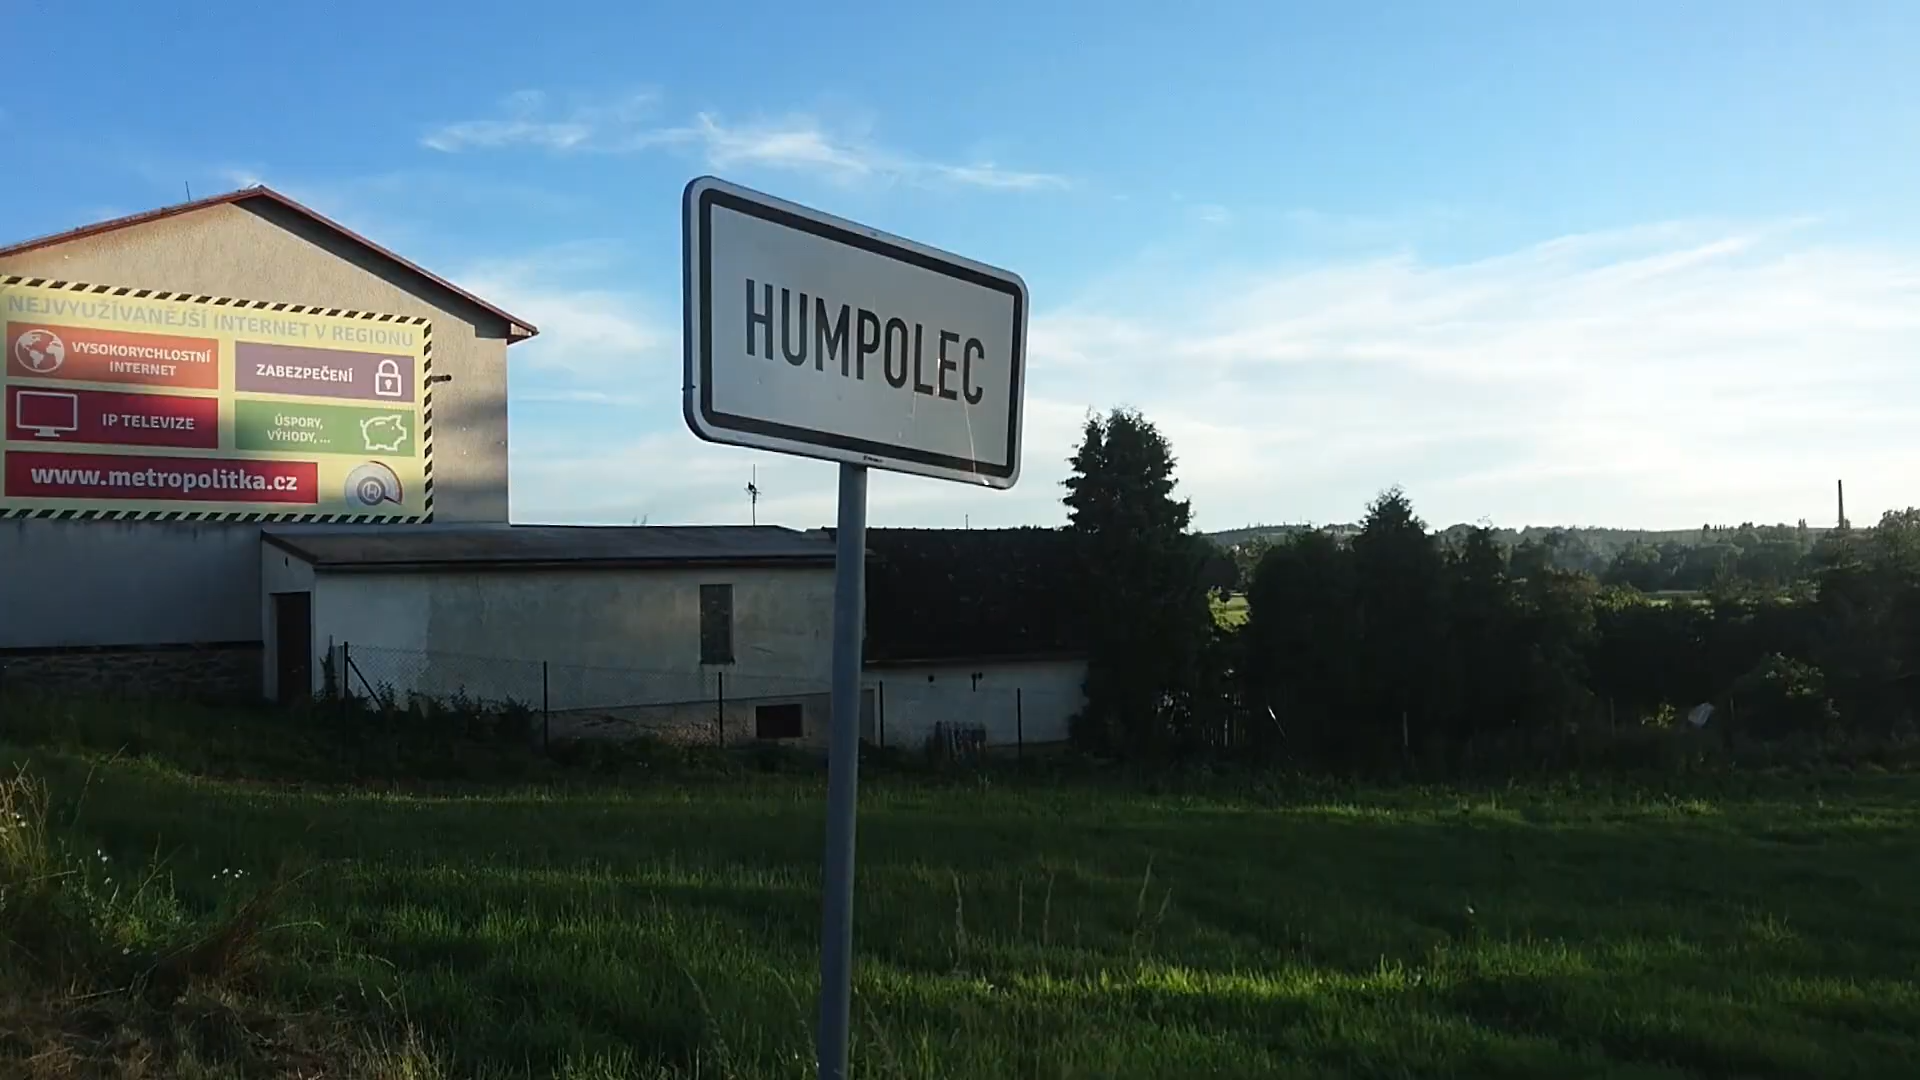 NEJVYUŽÍVANĚJŠÍ INTERNET V REGIONU
VYSOKORYCHLOSTNÍ
INTERNET
ZABEZPEČENÍ
IP TELEVIZE
ÚSPORY,
VÝHODY, ...
www.metropolitka.cz
HUMPOLEC